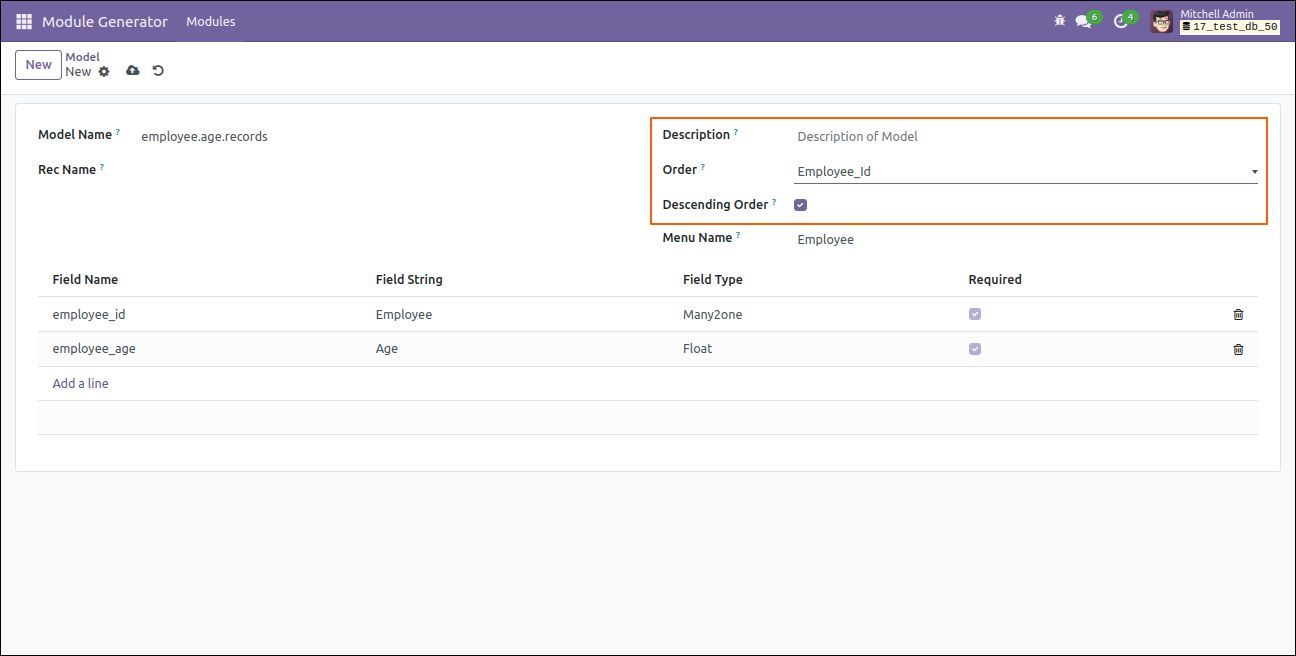 Module Generator Modules 6 4 Mitchell Admin
17_test_db_50
New Model
New
Model Name ? employee.age.records
Rec Name ?
Description ? Description of Model
Order ? Employee_Id
Descending Order ?
Menu Name ? Employee
Field Name Field String Field Type Required
employee_id Employee Many2one
employee_age Age Float
Add a line